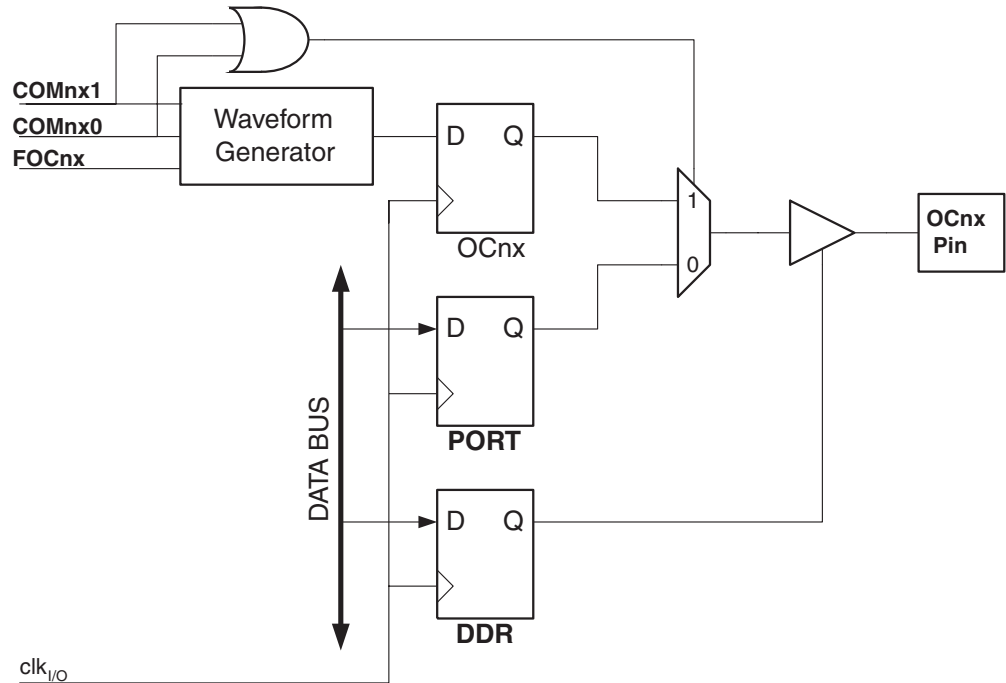 COMnx1
COMnx0
FOCnx
Waveform
Generator
D Q
OCnx
1
0
OCnx
Pin
D Q
PORT
DATA BUS
D Q
DDR
clkI/O